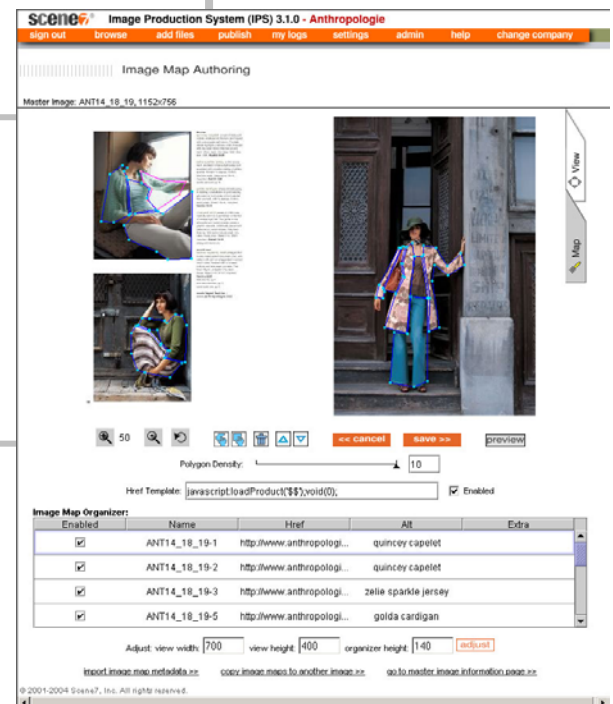 scene7 Image Production System (IPS) 3.1.0 - Anthropologie
sign out browse add files publish my logs settings admin help change company
Image Map Authoring
Master Image: ANT14_18_19, 1152x756
View
Map
50
<< cancel save >> preview
Polygon Density: 10
Href Template: javascript:loadProduct('$$');void(0); Enabled
Image Map Organizer:
Enabled Name Href Alt Extra
ANT14_18_19-1 http://www.anthropologi... quincey capelet
ANT14_18_19-2 http://www.anthropologi... quincey capelet
ANT14_18_19-3 http://www.anthropologi... zelie sparkle jersey
ANT14_18_19-5 http://www.anthropologi... golda cardigan
Adjust: view width: 700 view height: 400 organizer height: 140 adjust
import image map metadata >> copy image maps to another image >> go to master image information page >>
© 2001-2004 Scene7, Inc. All rights reserved.